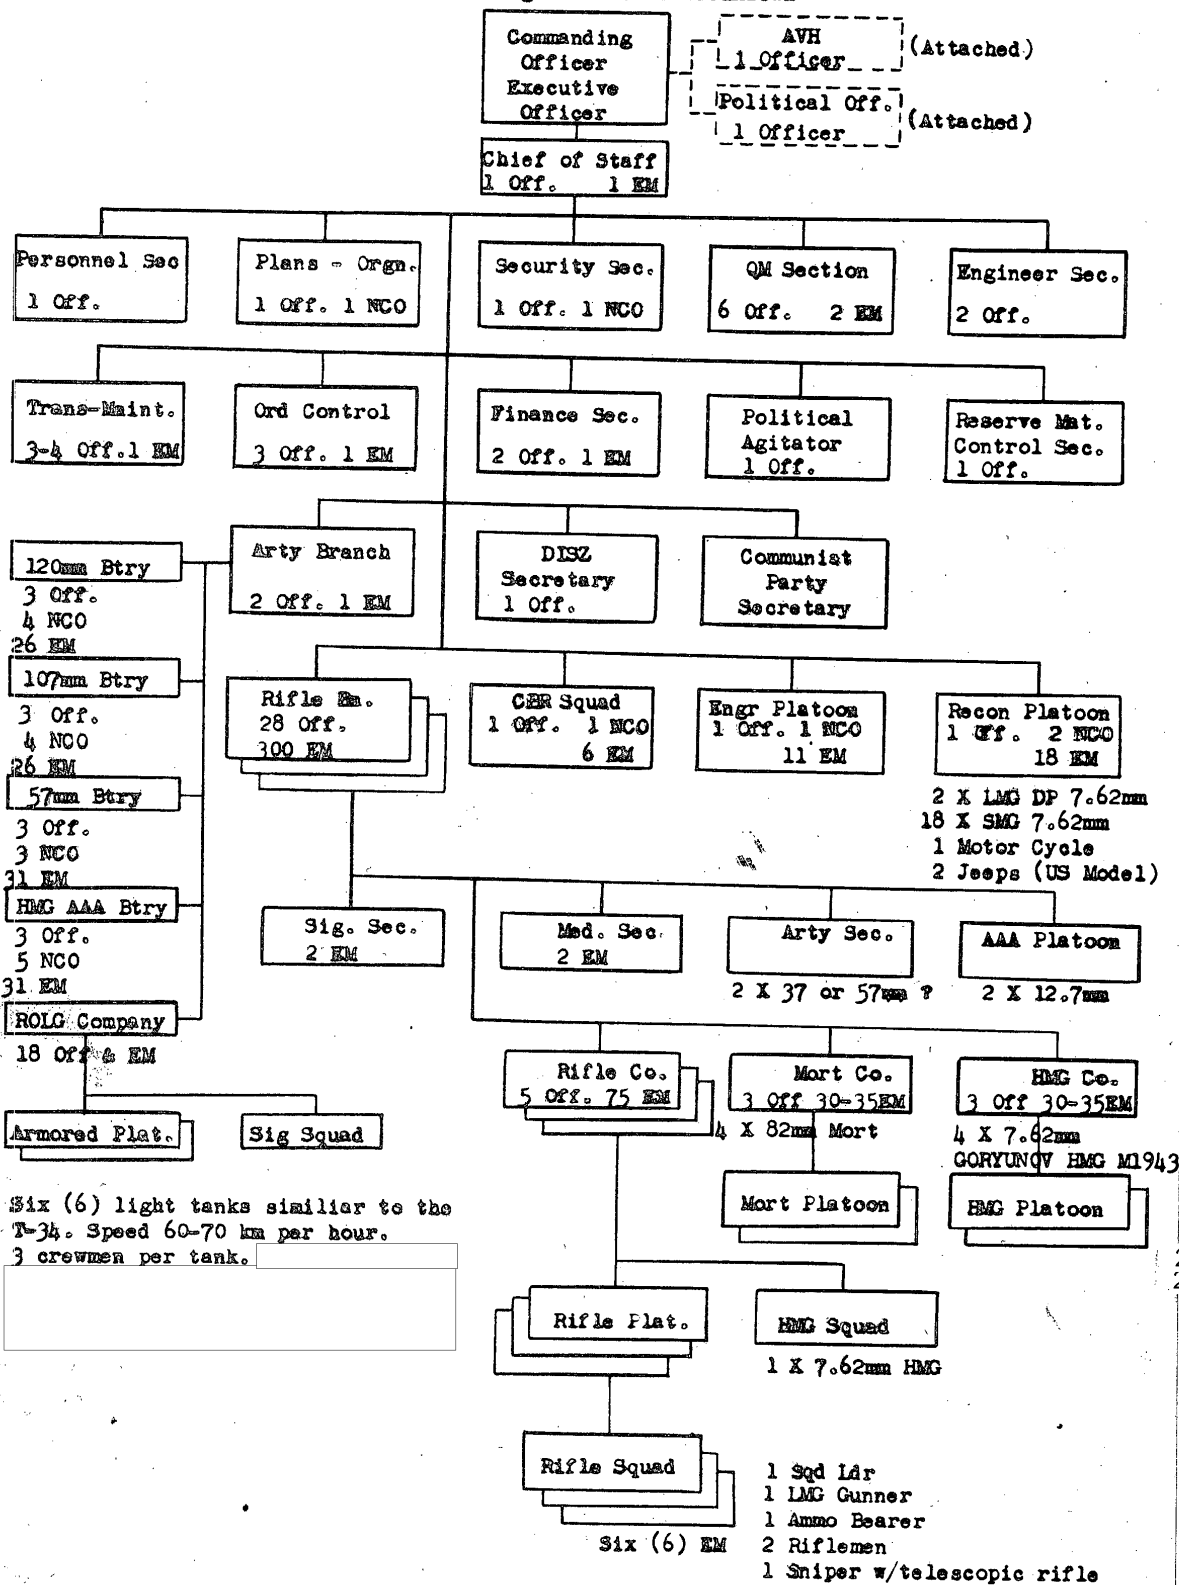 Commanding
Officer
Executive
Officer
AVH
1 Officer
(Attached)
Political Off.
1 Officer
(Attached)
Chief of Staff
1 Off. 1 EM
Personnel Sec
1 Off.
Plans - Orgn.
1 Off. 1 NCO
Security Sec.
1 Off. 1 NCO
QM Section
6 Off. 2 EM
Engineer Sec.
2 Off.
Trans-Maint.
3-4 Off. 1 EM
Ord Control
3 Off. 1 EM
Finance Sec.
2 Off. 1 EM
Political
Agitator
1 Off.
Reserve Mat.
Control Sec.
1 Off.
Arty Branch
2 Off. 1 EM
DISZ
Secretary
1 Off.
Communist
Party
Secretary
120mm Btry
3 Off.
4 NCO
26 EM
107mm Btry
3 Off.
4 NCO
26 EM
57mm Btry
3 Off.
3 NCO
31 EM
HMG AAA Btry
3 Off.
5 NCO
31 EM
ROLG Company
18 Off & EM
Armored Plat.
Sig Squad
Six (6) light tanks similiar to the
T-34. Speed 60-70 km per hour.
3 crewmen per tank.
Rifle Bn.
28 Off.
300 EM
CBR Squad
1 Off. 1 NCO
6 EM
Engr Platoon
1 Off. 1 NCO
11 EM
Recon Platoon
1 Off. 2 NCO
18 EM
2 X LMG DP 7.62mm
18 X SMG 7.62mm
1 Motor Cycle
2 Jeeps (US Model)
Sig. Sec.
2 EM
Med. Sec.
2 EM
Arty Sec.
2 X 37 or 57mm ?
AAA Platoon
2 X 12.7mm
Rifle Co.
5 Off. 75 EM
Mort Co.
3 Off 30-35EM
4 X 82mm Mort
HMG Co.
3 Off 30-35EM
4 X 7.62mm
GORYUNOV HMG M1943
Mort Platoon
HMG Platoon
Rifle Plat.
HMG Squad
1 X 7.62mm HMG
Rifle Squad
Six (6) EM
1 Sqd Ldr
1 LMG Gunner
1 Ammo Bearer
2 Riflemen
1 Sniper w/telescopic rifle